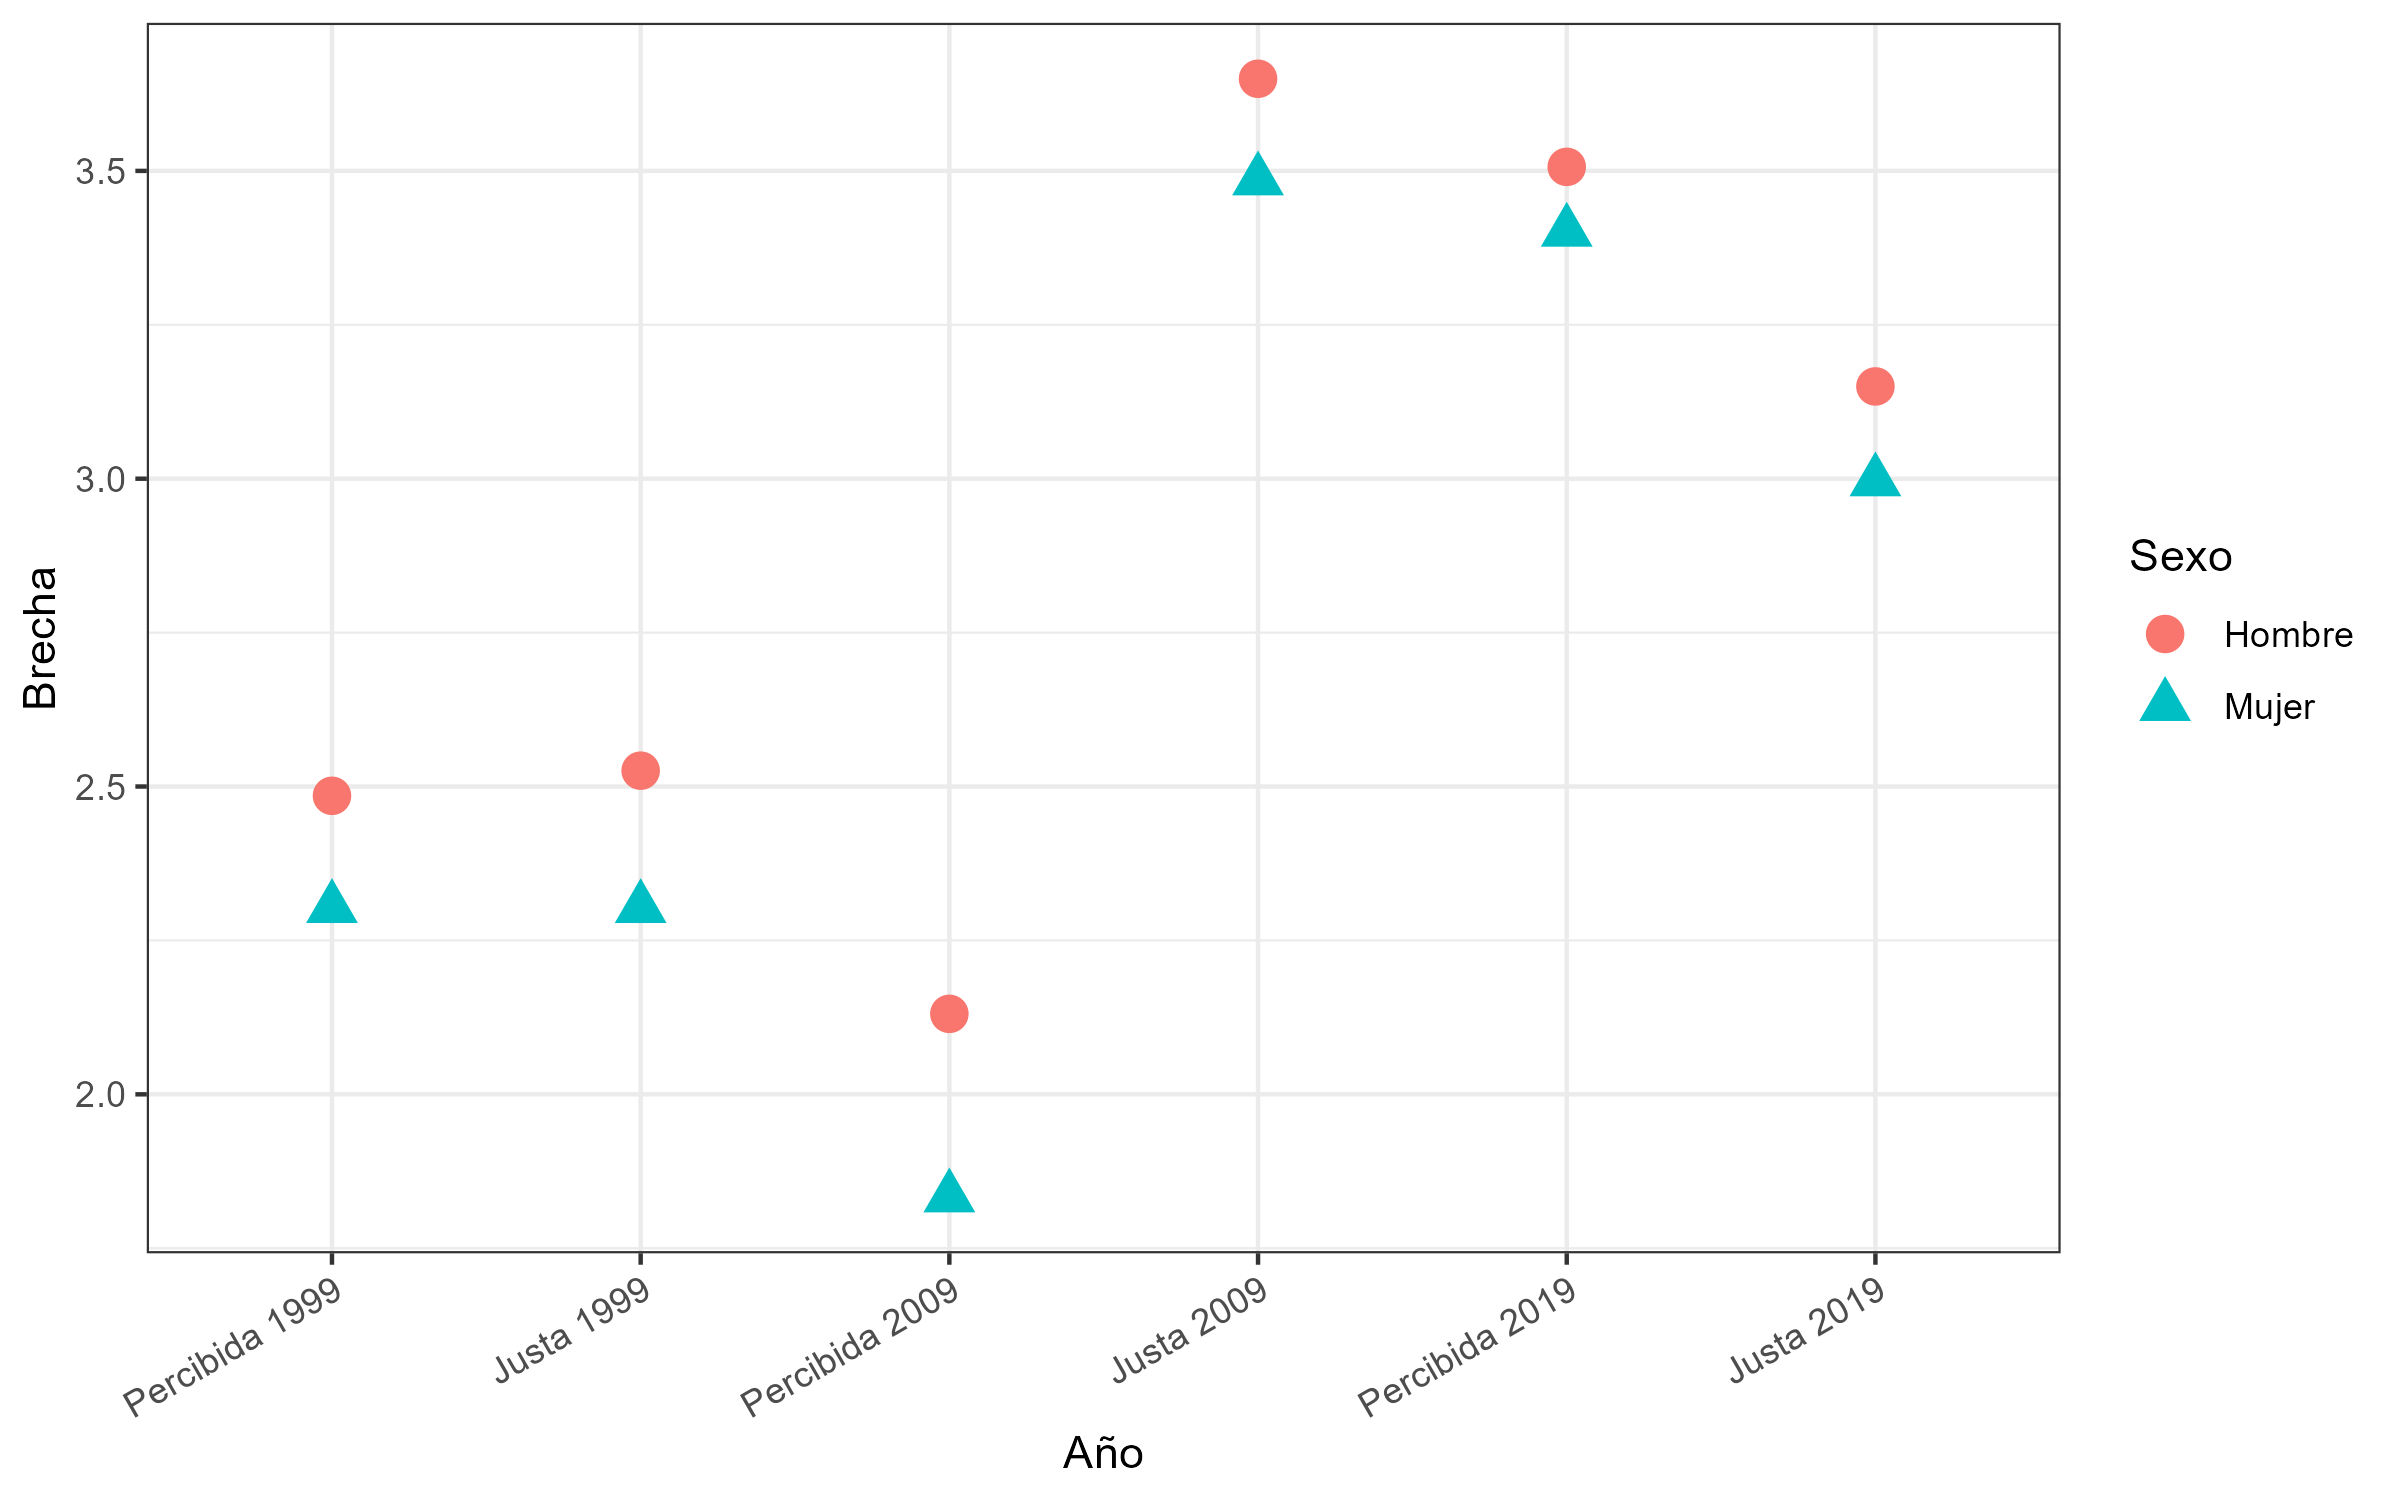 Brecha
3.5
3.0
2.5
2.0
Percibida 1999
Justa 1999
Percibida 2009
Justa 2009
Percibida 2019
Justa 2019
Año
Sexo
Hombre
Mujer